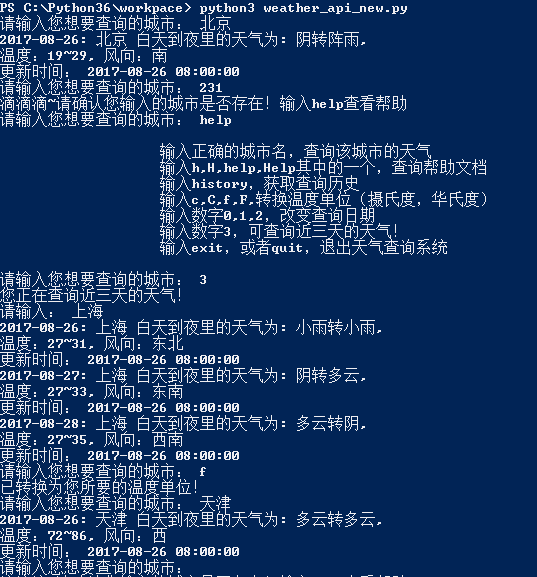 PS C:\Python36\workpace> python3 weather_api_new.py
请输入您想要查询的城市： 北京
2017-08-26: 北京 白天到夜里的天气为: 阴转阵雨,
温度: 19~29, 风向: 南
更新时间： 2017-08-26 08:00:00
请输入您想要查询的城市： 231
滴滴滴~请确认您输入的城市是否存在! 输入help查看帮助
请输入您想要查询的城市： help
输入正确的城市名, 查询该城市的天气
输入h,H,help,Help其中的一个, 查询帮助文档
输入history, 获取查询历史
输入c,C,f,F,转换温度单位（摄氏度, 华氏度）
输入数字0,1,2, 改变查询日期
输入数字3, 可查询近三天的天气!
输入exit, 或者quit, 退出天气查询系统
请输入您想要查询的城市： 3
您正在查询近三天的天气!
请输入： 上海
2017-08-26: 上海 白天到夜里的天气为: 小雨转小雨,
温度: 27~31, 风向: 东北
更新时间： 2017-08-26 08:00:00
2017-08-27: 上海 白天到夜里的天气为: 阴转多云,
温度: 27~33, 风向: 东南
更新时间： 2017-08-26 08:00:00
2017-08-28: 上海 白天到夜里的天气为: 多云转阴,
温度: 27~35, 风向: 西南
更新时间： 2017-08-26 08:00:00
请输入您想要查询的城市： f
已转换为您所要的温度单位!
请输入您想要查询的城市： 天津
2017-08-26: 天津 白天到夜里的天气为: 多云转多云,
温度: 72~86, 风向: 西
更新时间： 2017-08-26 08:00:00
请输入您想要查询的城市：